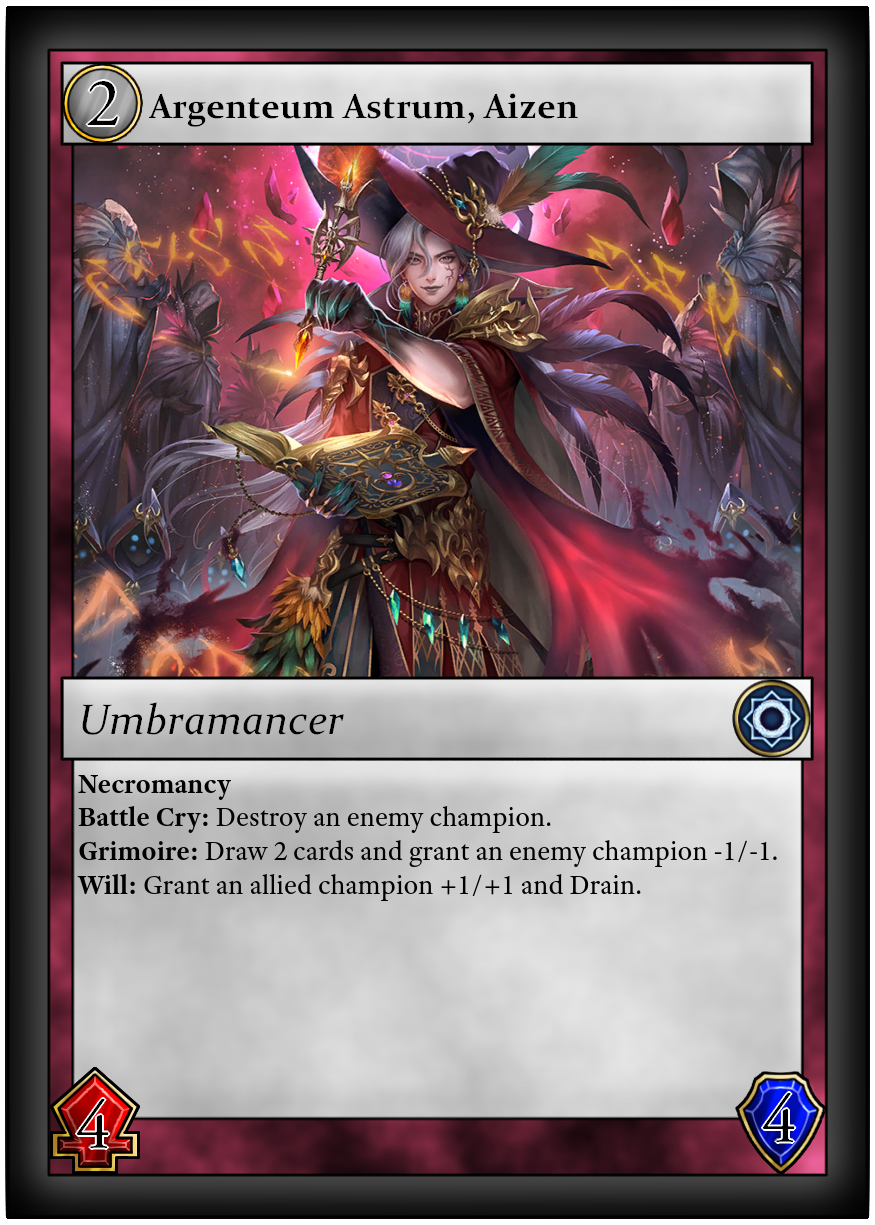 2
Argenteum Astrum, Aizen
Umbramancer
Necromancy
Battle Cry: Destroy an enemy champion.
Grimoire: Draw 2 cards and grant an enemy champion -1/-1.
Will: Grant an allied champion +1/+1 and Drain.
4
4